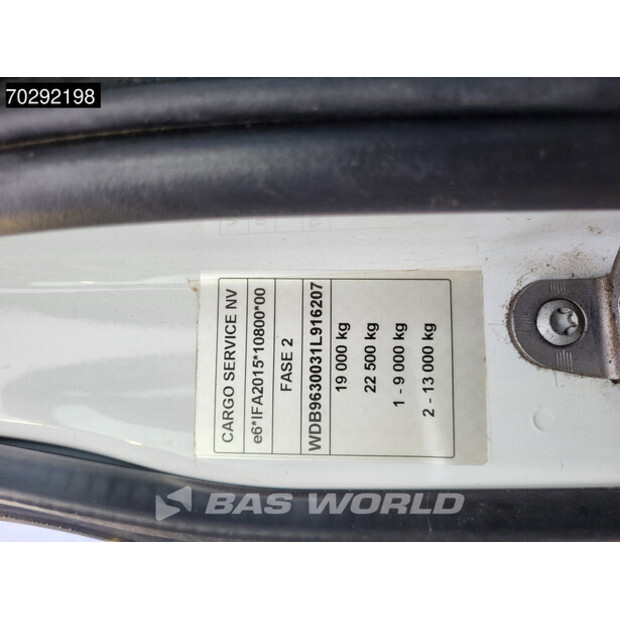 70292198
CARGO SERVICE NV
e6*IFA2015*10800*00
FASE 2
WDB9630031L916207
19 000 kg
22 500 kg
1 - 9 000 kg
2 - 13 000 kg
BAS WORLD